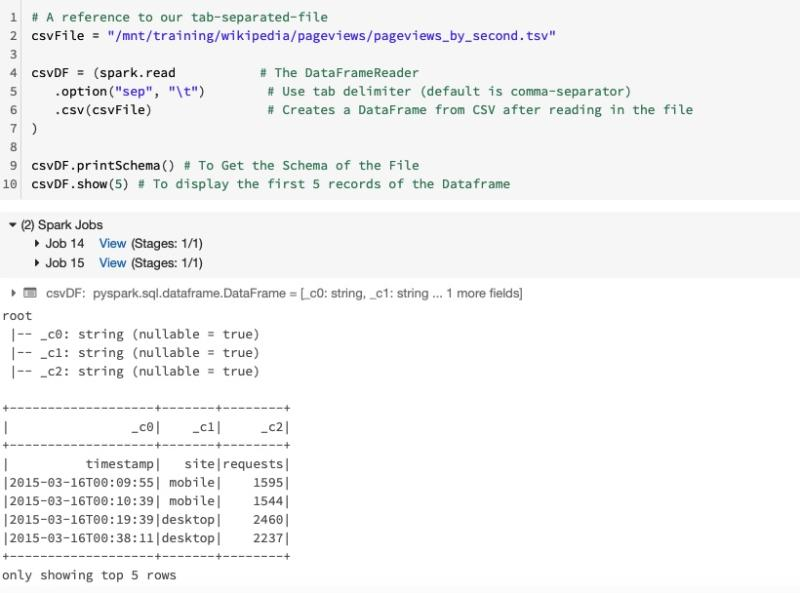 1 # A reference to our tab-separated-file
2 csvFile = "/mnt/training/wikipedia/pageviews/pageviews_by_second.tsv"
3
4 csvDF = (spark.read           # The DataFrameReader
5    .option("sep", "\t")        # Use tab delimiter (default is comma-separator)
6    .csv(csvFile)               # Creates a DataFrame from CSV after reading in the file
7 )
8
9 csvDF.printSchema() # To Get the Schema of the File
10 csvDF.show(5) # To display the first 5 records of the Dataframe
(2) Spark Jobs
Job 14 View (Stages: 1/1)
Job 15 View (Stages: 1/1)
csvDF: pyspark.sql.dataframe.DataFrame = [_c0: string, _c1: string ... 1 more fields]
root
 |-- _c0: string (nullable = true)
 |-- _c1: string (nullable = true)
 |-- _c2: string (nullable = true)
+-------------------+-------+--------+
|                _c0|    _c1|     _c2|
+-------------------+-------+--------+
|          timestamp|   site|requests|
|2015-03-16T00:09:55| mobile|    1595|
|2015-03-16T00:10:39| mobile|    1544|
|2015-03-16T00:19:39|desktop|    2460|
|2015-03-16T00:38:11|desktop|    2237|
+-------------------+-------+--------+
only showing top 5 rows